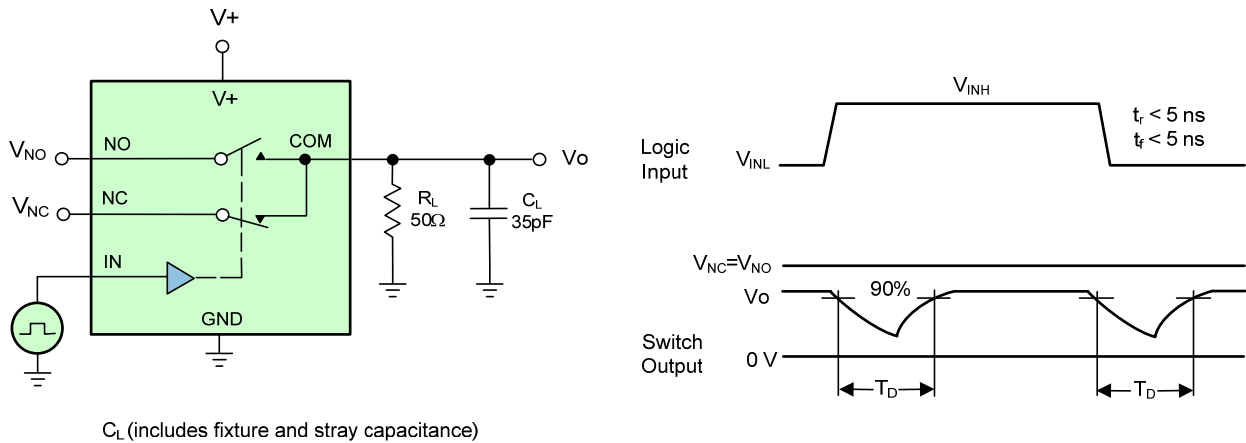 V+
V+
V_NO
NO
COM
Vo
V_NC
NC
R_L
50Ω
C_L
35pF
IN
GND
C_L (includes fixture and stray capacitance)
V_INH
t_r < 5 ns
t_f < 5 ns
Logic
Input
V_INL
V_NC=V_NO
Vo
90%
Switch
Output
0 V
T_D
T_D